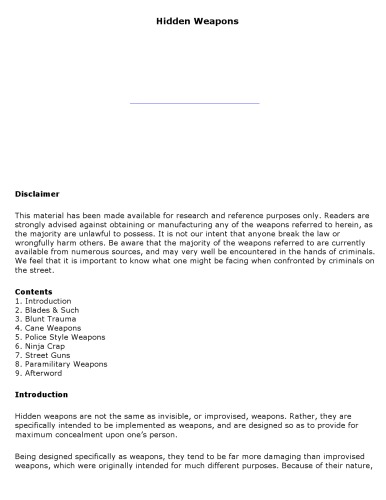 Hidden Weapons
Disclaimer
This material has been made available for research and reference purposes only. Readers are
strongly advised against obtaining or manufacturing any of the weapons referred to herein, as
the majority are unlawful to possess. It is not our intent that anyone break the law or
wrongfully harm others. Be aware that the majority of the weapons referred to are currently
available from numerous sources, and may very well be encountered in the hands of criminals.
We feel that it is important to know what one might be facing when confronted by criminals on
the street.
Contents
1. Introduction
2. Blades & Such
3. Blunt Trauma
4. Cane Weapons
5. Police Style Weapons
6. Ninja Crap
7. Street Guns
8. Paramilitary Weapons
9. Afterword
Introduction
Hidden weapons are not the same as invisible, or improvised, weapons. Rather, they are
specifically intended to be implemented as weapons, and are designed so as to provide for
maximum concealment upon one's person.
Being designed specifically as weapons, they tend to be far more damaging than improvised
weapons, which were originally intended for much different purposes. Because of their nature,